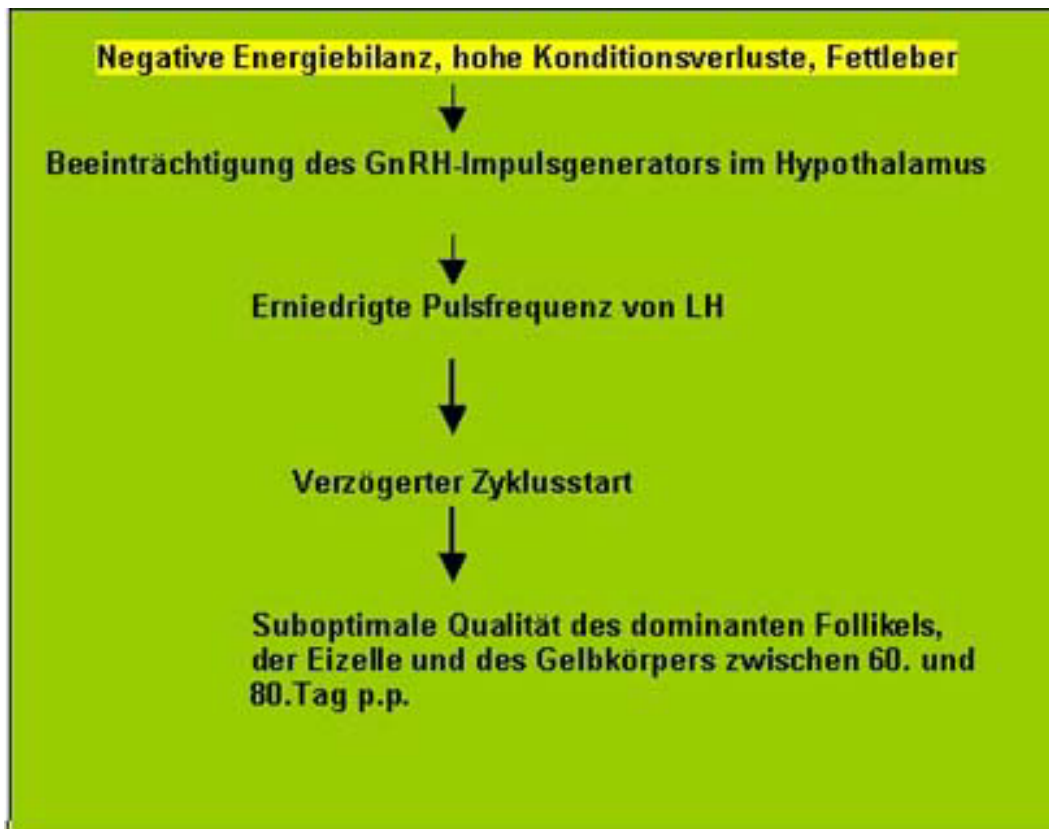 Negative Energiebilanz, hohe Konditionsverluste, Fettleber
Beeinträchtigung des GnRH-Impulsgenerators im Hypothalamus
Erniedrigte Pulsfrequenz von LH
Verzögerter Zyklusstart
Suboptimale Qualität des dominanten Follikels,
der Eizelle und des Gelbkörpers zwischen 60. und
80.Tag p.p.